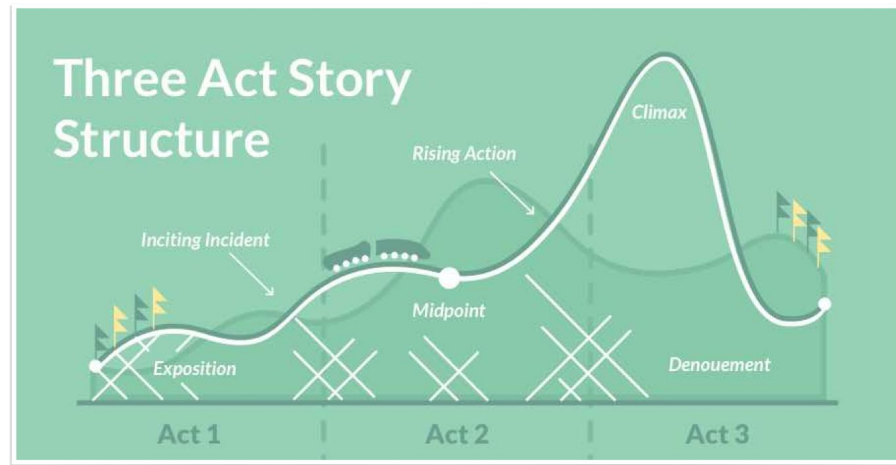 Three Act Story
Structure
Climax
Rising Action
Inciting Incident
Midpoint
Exposition
Denouement
Act 1
Act 2
Act 3